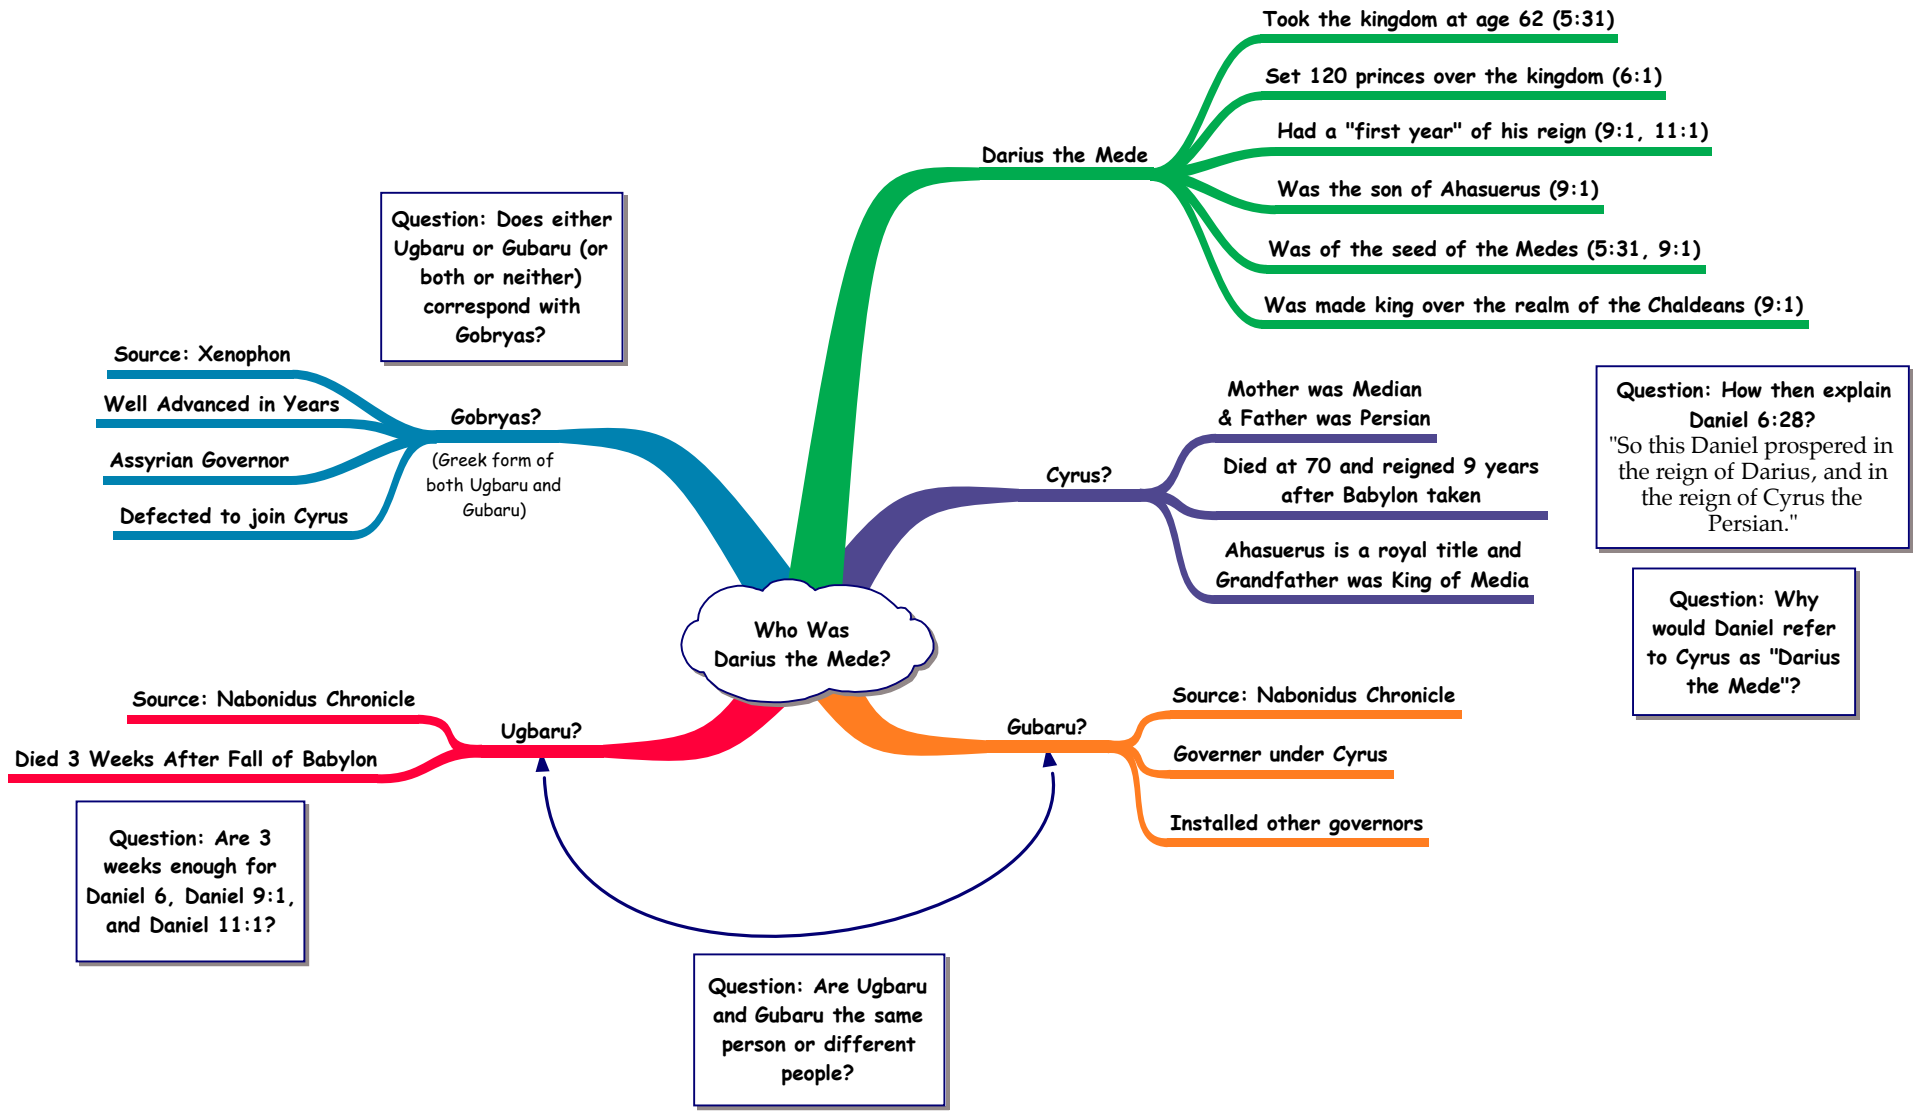 Took the kingdom at age 62 (5:31)
Set 120 princes over the kingdom (6:1)
Had a "first year" of his reign (9:1, 11:1)
Darius the Mede
Was the son of Ahasuerus (9:1)
Was of the seed of the Medes (5:31, 9:1)
Was made king over the realm of the Chaldeans (9:1)
Question: Does either
Ugbaru or Gubaru (or
both or neither)
correspond with
Gobryas?
Source: Xenophon
Well Advanced in Years
Assyrian Governor
Defected to join Cyrus
Gobryas?
(Greek form of
both Ugbaru and
Gubaru)
Cyrus?
Mother was Median
& Father was Persian
Died at 70 and reigned 9 years
after Babylon taken
Ahasuerus is a royal title and
Grandfather was King of Media
Question: How then explain
Daniel 6:28?
"So this Daniel prospered in
the reign of Darius, and in
the reign of Cyrus the
Persian."
Question: Why
would Daniel refer
to Cyrus as "Darius
the Mede"?
Who Was
Darius the Mede?
Source: Nabonidus Chronicle
Ugbaru?
Died 3 Weeks After Fall of Babylon
Question: Are 3
weeks enough for
Daniel 6, Daniel 9:1,
and Daniel 11:1?
Gubaru?
Source: Nabonidus Chronicle
Governer under Cyrus
Installed other governors
Question: Are Ugbaru
and Gubaru the same
person or different
people?